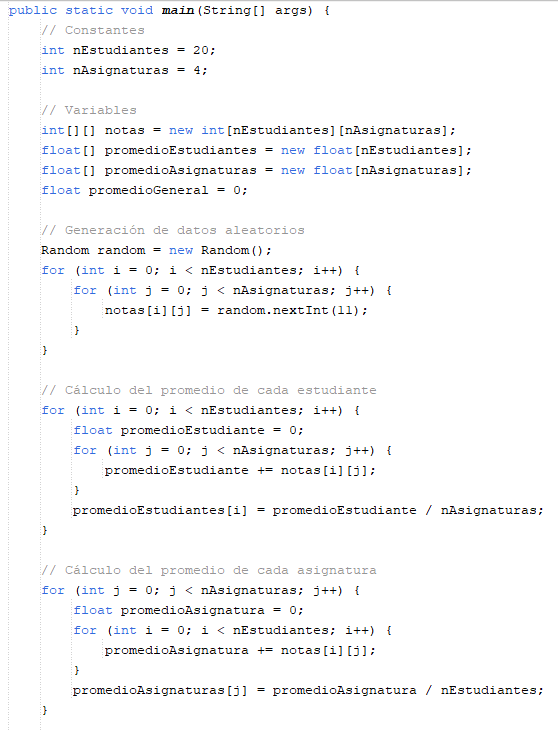 public static void main(String[] args) {
// Constantes
int nEstudiantes = 20;
int nAsignaturas = 4;
// Variables
int[][] notas = new int[nEstudiantes][nAsignaturas];
float[] promedioEstudiantes = new float[nEstudiantes];
float[] promedioAsignaturas = new float[nAsignaturas];
float promedioGeneral = 0;
// Generación de datos aleatorios
Random random = new Random();
for (int i = 0; i < nEstudiantes; i++) {
for (int j = 0; j < nAsignaturas; j++) {
notas[i][j] = random.nextInt(11);
}
}
// Cálculo del promedio de cada estudiante
for (int i = 0; i < nEstudiantes; i++) {
float promedioEstudiante = 0;
for (int j = 0; j < nAsignaturas; j++) {
promedioEstudiante += notas[i][j];
}
promedioEstudiantes[i] = promedioEstudiante / nAsignaturas;
}
// Cálculo del promedio de cada asignatura
for (int j = 0; j < nAsignaturas; j++) {
float promedioAsignatura = 0;
for (int i = 0; i < nEstudiantes; i++) {
promedioAsignatura += notas[i][j];
}
promedioAsignaturas[j] = promedioAsignatura / nEstudiantes;
}